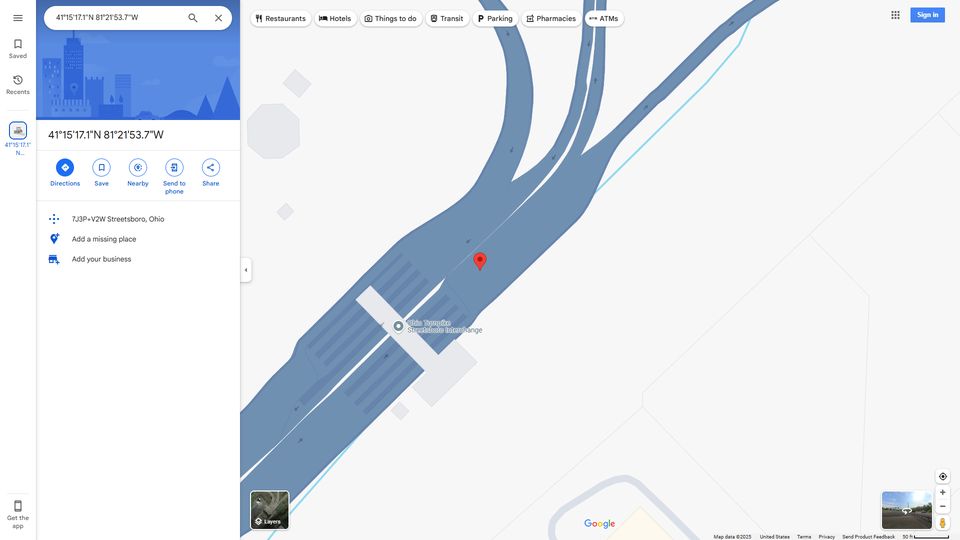 41°15'17.1"N 81°21'53.7"W
Restaurants
Hotels
Things to do
Transit
Parking
Pharmacies
ATMs
Sign in
Saved
Recents
41°15'17.1"
N...
Get the
app
41°15'17.1"N 81°21'53.7"W
Directions
Save
Nearby
Send to
phone
Share
7J3P+V2W Streetsboro, Ohio
Add a missing place
Add your business
Ohio Turnpike
Streetsboro Interchange
Layers
Google
Map data ©2025
United States
Terms
Privacy
Send Product Feedback
50 ft